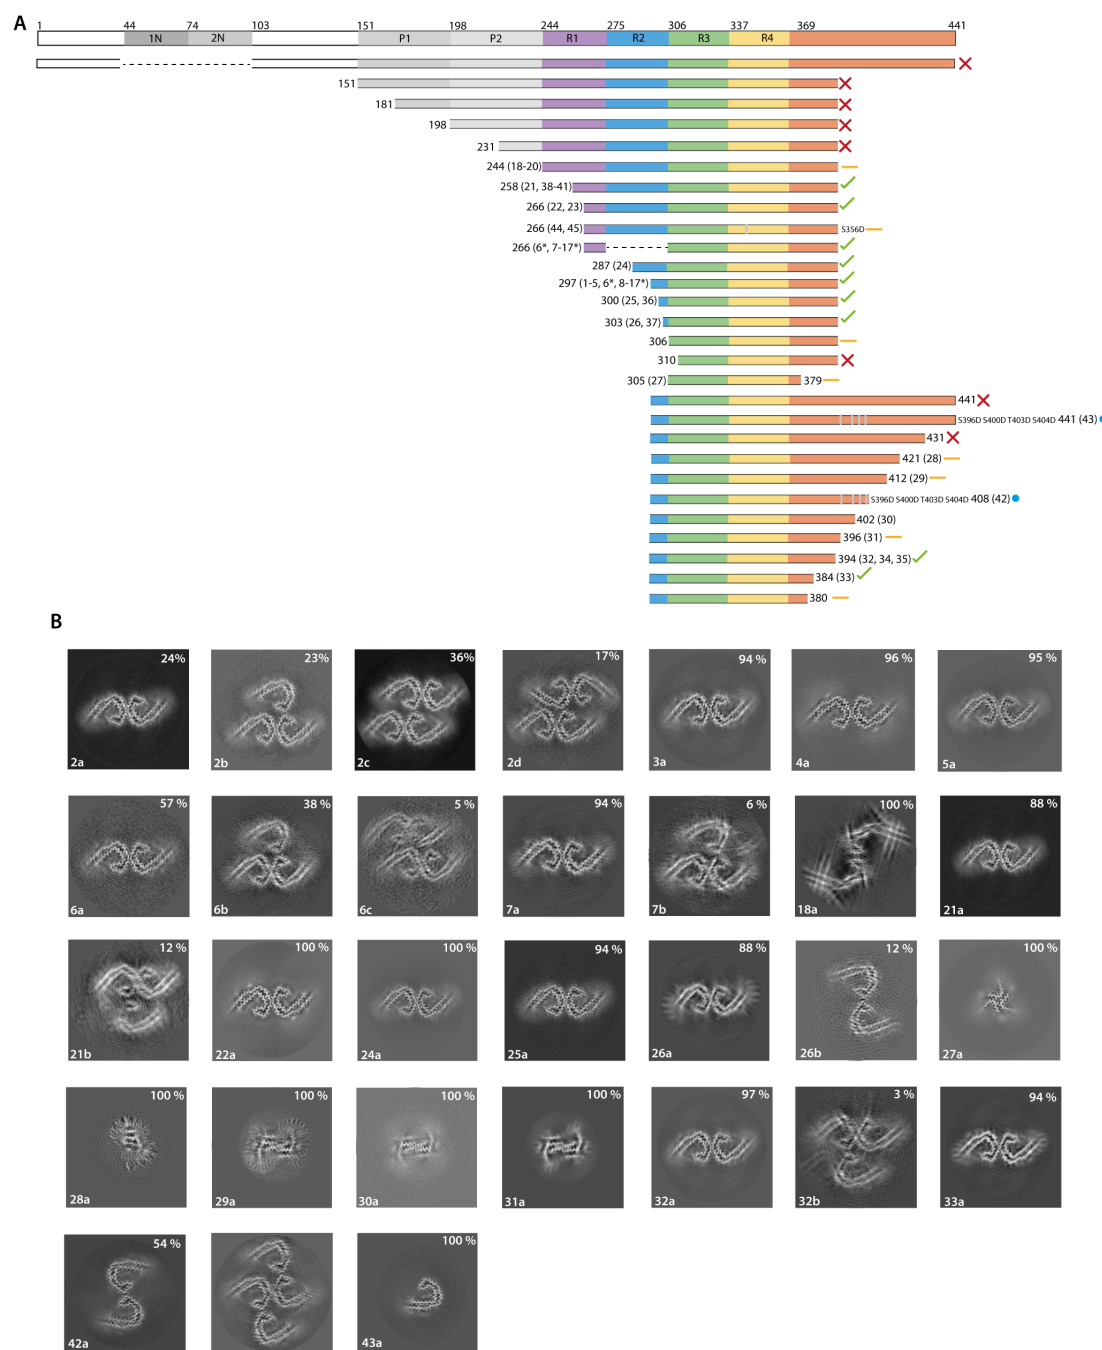 A
1 44 74 103 151 198 244 275 306 337 369 441
1N 2N P1 P2 R1 R2 R3 R4
151
181
198
231
244 (18-20)
258 (21, 38-41)
266 (22, 23)
266 (44, 45) S356D
266 (6*, 7-17*)
287 (24)
297 (1-5, 6*, 8-17*)
300 (25, 36)
303 (26, 37)
306
310
305 (27) 379
441
S396D S400D T403D S404D 441 (43)
431
421 (28)
412 (29)
S396D S400D T403D S404D 408 (42)
402 (30)
396 (31)
394 (32, 34, 35)
384 (33)
380
B
24% 23% 36% 17% 94 % 96 % 95 %
2a 2b 2c 2d 3a 4a 5a
57 % 38 % 5 % 94 % 6 % 100 % 88 %
6a 6b 6c 7a 7b 18a 21a
12 % 100 % 100 % 94 % 88 % 12 % 100 %
21b 22a 24a 25a 26a 26b 27a
100 % 100 % 100 % 100 % 97 % 3 % 94 %
28a 29a 30a 31a 32a 32b 33a
54 % 100 %
42a 43a